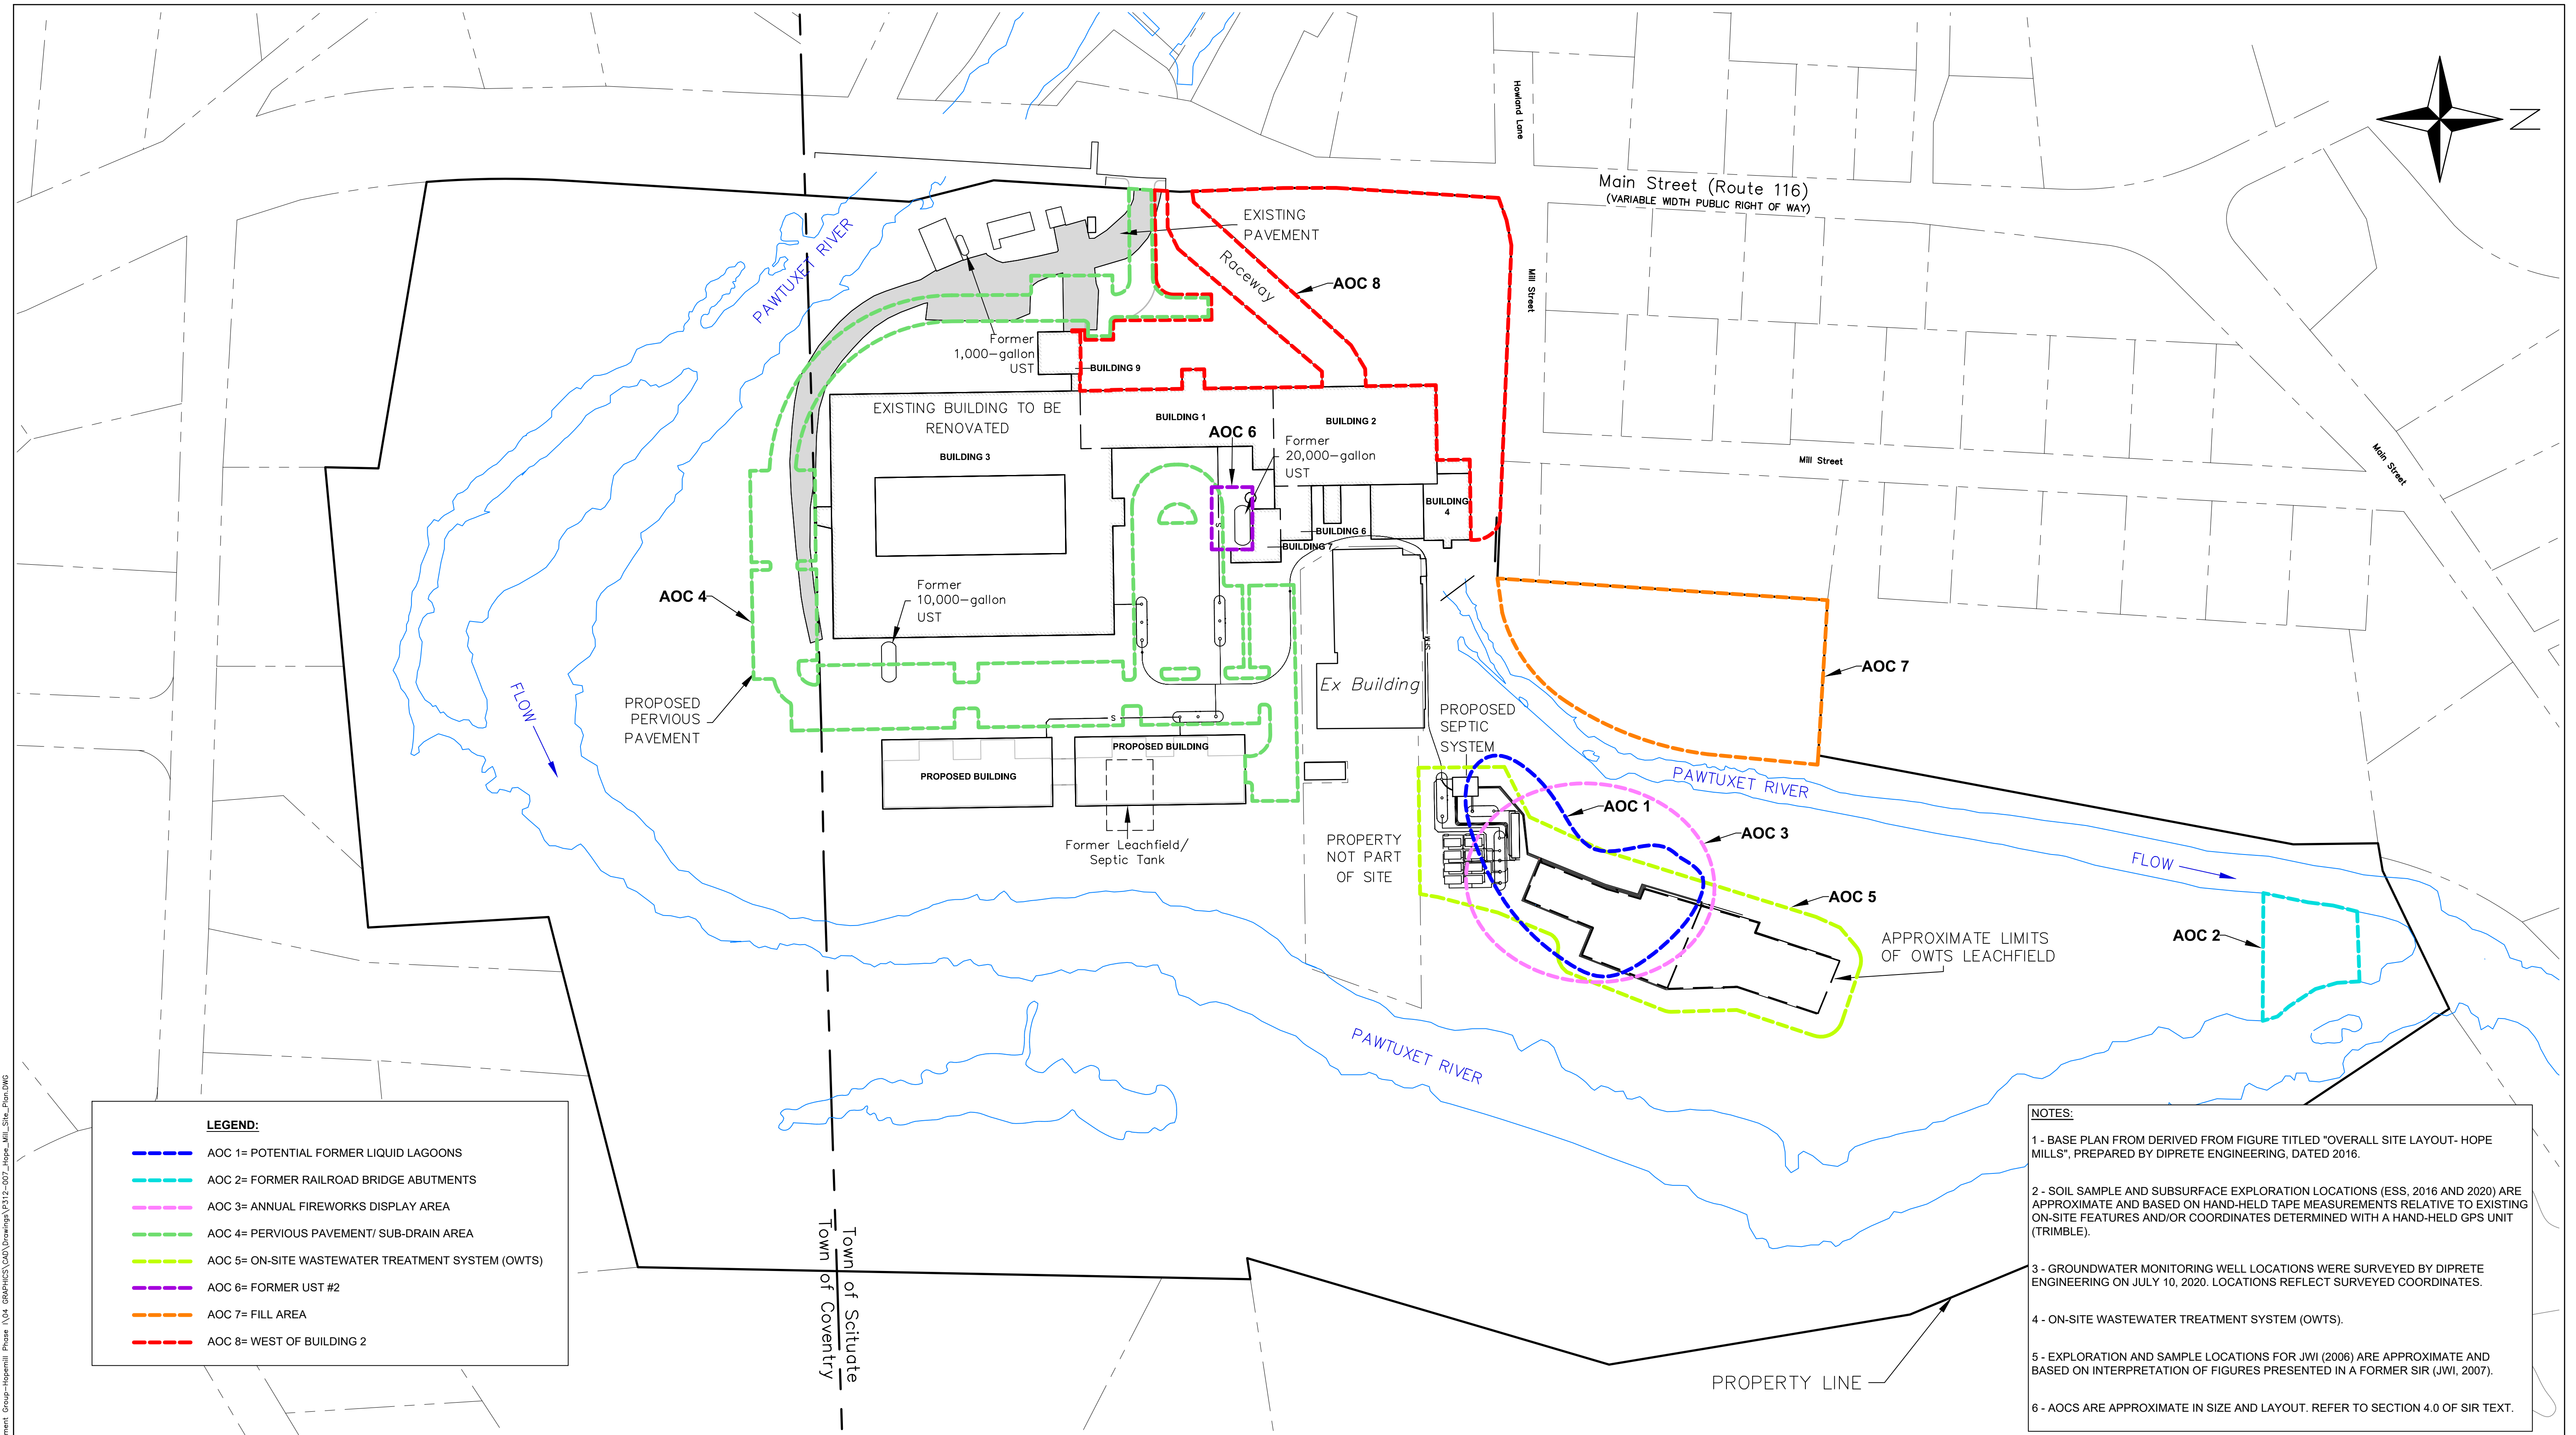 Howland Lane
N
Main Street (Route 116)
(VARIABLE WIDTH PUBLIC RIGHT OF WAY)
PAWTUXET RIVER
EXISTING
PAVEMENT
Raceway
AOC 8
Mill Street
Former
1,000-gallon
UST
BUILDING 9
EXISTING BUILDING TO BE
RENOVATED
BUILDING 3
BUILDING 1
BUILDING 2
AOC 6
Former
20,000-gallon
UST
Mill Street
Main Street
BUILDING
4
S
BUILDING 6
BUILDING 7
AOC 4
Former
10,000-gallon
UST
AOC 7
Ex Building
FLOW
PROPOSED
PERVIOUS
PAVEMENT
S
PROPOSED
SEPTIC
SYSTEM
PROPOSED BUILDING
PROPOSED BUILDING
PAWTUXET RIVER
AOC 1
AOC 3
Former Leachfield/
Septic Tank
PROPERTY
NOT PART
OF SITE
FLOW
AOC 5
AOC 2
APPROXIMATE LIMITS
OF OWTS LEACHFIELD
PAWTUXET RIVER
Town of Scituate
Town of Coventry
PROPERTY LINE
LEGEND:
AOC 1= POTENTIAL FORMER LIQUID LAGOONS
AOC 2= FORMER RAILROAD BRIDGE ABUTMENTS
AOC 3= ANNUAL FIREWORKS DISPLAY AREA
AOC 4= PERVIOUS PAVEMENT/ SUB-DRAIN AREA
AOC 5= ON-SITE WASTEWATER TREATMENT SYSTEM (OWTS)
AOC 6= FORMER UST #2
AOC 7= FILL AREA
AOC 8= WEST OF BUILDING 2
NOTES:
1 - BASE PLAN FROM DERIVED FROM FIGURE TITLED "OVERALL SITE LAYOUT- HOPE
MILLS", PREPARED BY DIPRETE ENGINEERING, DATED 2016.
2 - SOIL SAMPLE AND SUBSURFACE EXPLORATION LOCATIONS (ESS, 2016 AND 2020) ARE
APPROXIMATE AND BASED ON HAND-HELD TAPE MEASUREMENTS RELATIVE TO EXISTING
ON-SITE FEATURES AND/OR COORDINATES DETERMINED WITH A HAND-HELD GPS UNIT
(TRIMBLE).
3 - GROUNDWATER MONITORING WELL LOCATIONS WERE SURVEYED BY DIPRETE
ENGINEERING ON JULY 10, 2020. LOCATIONS REFLECT SURVEYED COORDINATES.
4 - ON-SITE WASTEWATER TREATMENT SYSTEM (OWTS).
5 - EXPLORATION AND SAMPLE LOCATIONS FOR JWI (2006) ARE APPROXIMATE AND
BASED ON INTERPRETATION OF FIGURES PRESENTED IN A FORMER SIR (JWI, 2007).
6 - AOCS ARE APPROXIMATE IN SIZE AND LAYOUT. REFER TO SECTION 4.0 OF SIR TEXT.
ment Group-Hopemill Phase I\04 GRAPHICS\CAD\Drawings\P312-007_Hope_Mill_Site_Plan.DWG